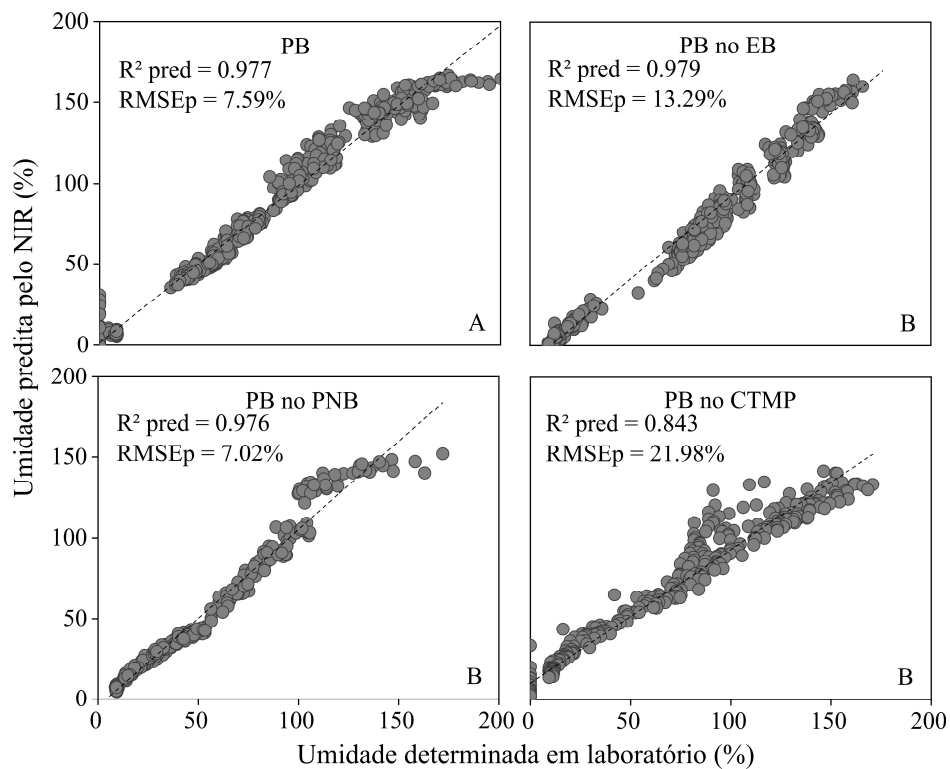 Umidade predita pelo NIR (%)
200
150
100
50
0
PB
R² pred = 0.977
RMSEp = 7.59%
A
PB no EB
R² pred = 0.979
RMSEp = 13.29%
B
200
150
100
50
0
PB no PNB
R² pred = 0.976
RMSEp = 7.02%
B
PB no CTMP
R² pred = 0.843
RMSEp = 21.98%
B
0 50 100 150 200 0 50 100 150 200
Umidade determinada em laboratório (%)